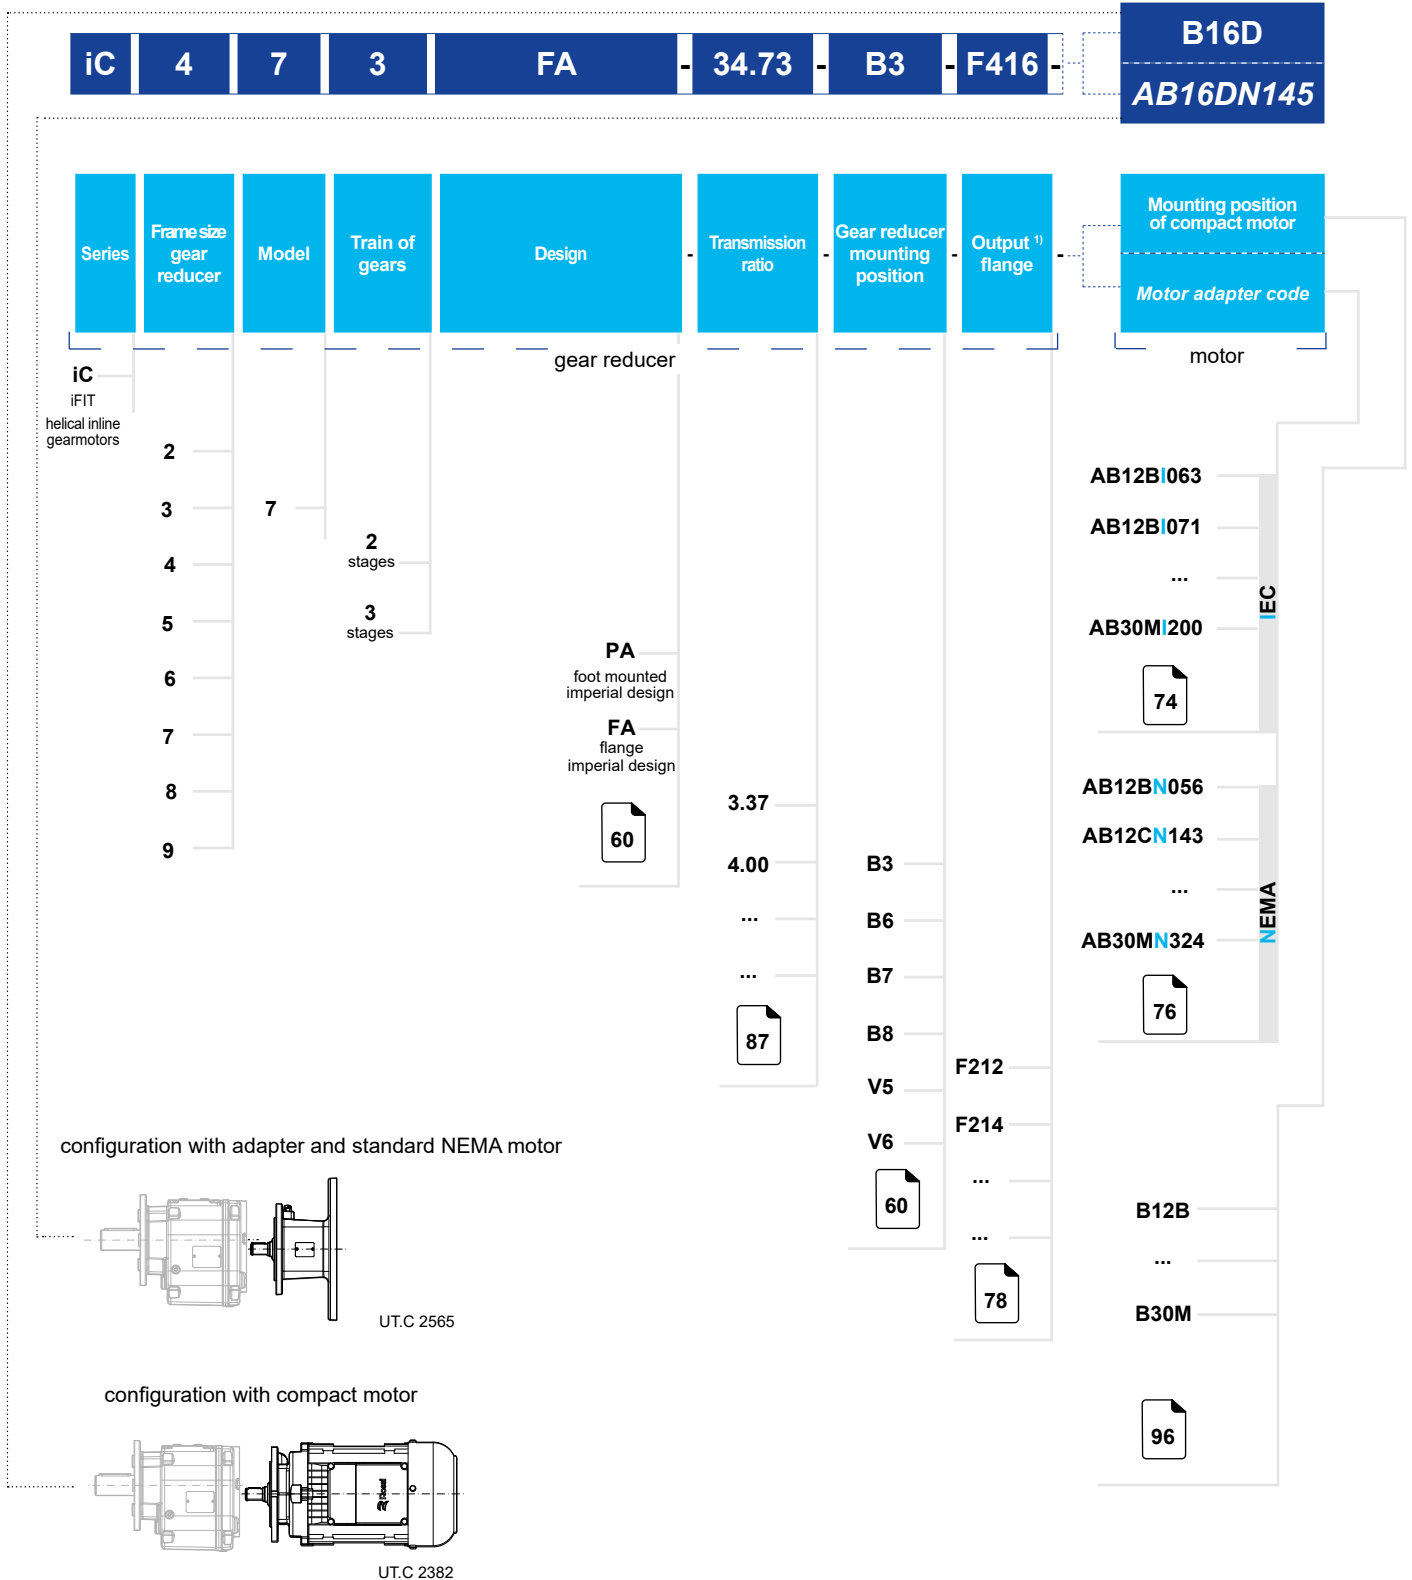 iC 4 7 3 FA - 34.73 - B3 - F416 -
B16D
AB16DN145
Series
Frame size
gear
reducer
Model
Train of
gears
Design
-
Transmission
ratio
-
Gear reducer
mounting
position
-
Output 1)
flange
-
Mounting position
of compact motor
Motor adapter code
gear reducer
motor
iC
iFIT
helical inline
gearmotors
2
3
4
5
6
7
8
9
7
2
stages
3
stages
PA
foot mounted
imperial design
FA
flange
imperial design
60
3.37
4.00
...
...
87
B3
B6
B7
B8
V5
V6
60
F212
F214
...
...
78
AB12BI063
AB12BI071
...
AB30MI200
IEC
74
AB12BN056
AB12CN143
...
AB30MN324
NEMA
76
B12B
...
B30M
96
configuration with adapter and standard NEMA motor
UT.C 2565
configuration with compact motor
Rossi
UT.C 2382